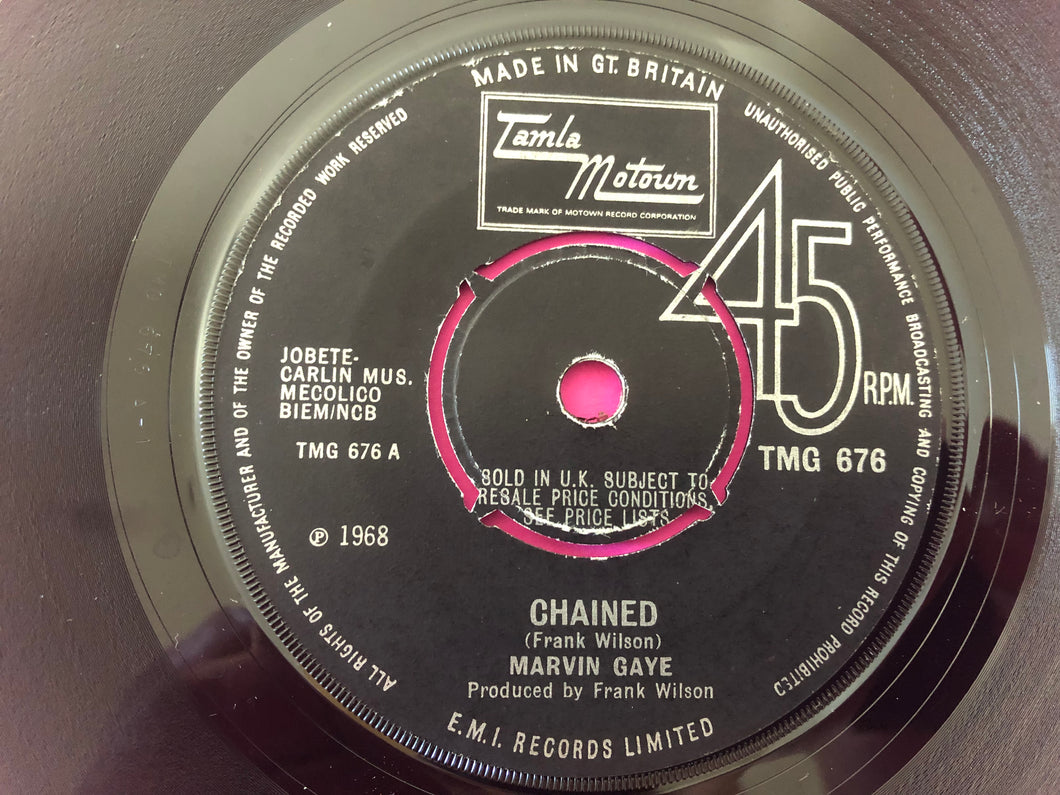 MADE IN GT. BRITAIN
Tamla
Motown
TRADE MARK OF MOTOWN RECORD CORPORATION
UNAUTHORISED PUBLIC PERFORMANCE BROADCASTING AND COPYING OF THIS RECORD PROHIBITED
ALL RIGHTS OF THE MANUFACTURER AND OF THE OWNER OF THE RECORDED WORK RESERVED
45
R.P.M.
JOBETE-
CARLIN MUS.
MECOLICO
BIEM/NCB
TMG 676 A
TMG 676
SOLD IN U.K. SUBJECT TO
RESALE PRICE CONDITIONS,
SEE PRICE LISTS
℗ 1968
CHAINED
(Frank Wilson)
MARVIN GAYE
Produced by Frank Wilson
E.M.I. RECORDS LIMITED